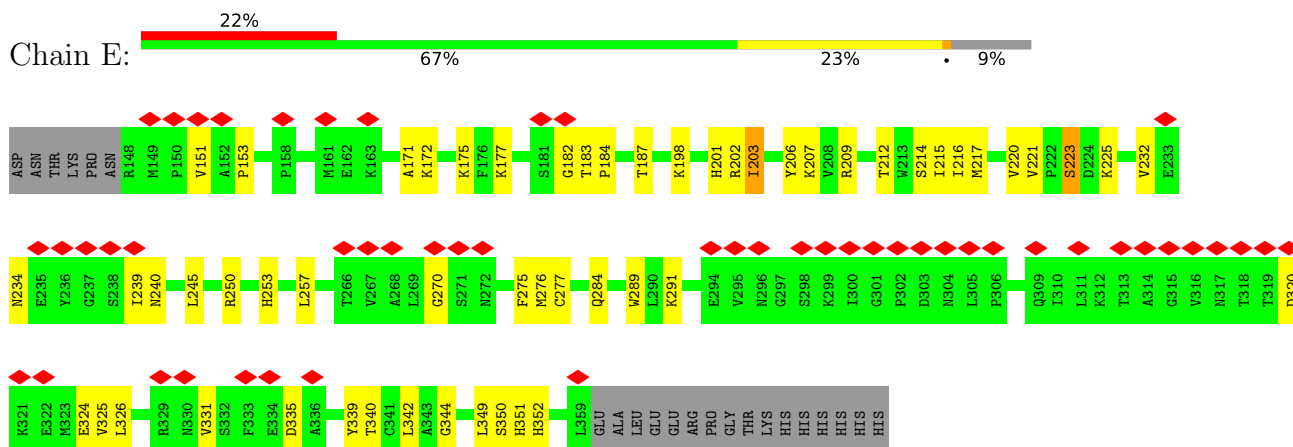 22%
Chain E:
67% 23% • 9%
ASP ASN THR LYS PRO ASN R148 M149 P150 V151 A152 P153 P158 M161 E162 K163 A171 K172 K175 F176 K177 S181 G182 T183 P184 T187 K198 H201 R202 I203 Y206 K207 V208 R209 T212 W213 S214 I215 I216 M217 V220 V221 P222 S223 D224 K225 V232 E233
N234 E235 Y236 G237 S238 I239 N240 L245 R250 H253 L257 T266 V267 A268 L269 G270 S271 N272 F275 M276 C277 Q284 W289 L290 K291 E294 V295 N296 G297 S298 K299 I300 G301 P302 D303 N304 L305 P306 Q309 I310 L311 K312 T313 A314 G315 V316 N317 T318 T319 D320
K321 E322 M323 E324 V325 L326 R329 N330 V331 S332 F333 E334 D335 A336 Y339 T340 C341 L342 A343 G344 L349 S350 H351 H352 L359 GLU ALA LEU GLU GLU ARG PRO GLY THR LYS HIS HIS HIS HIS HIS HIS